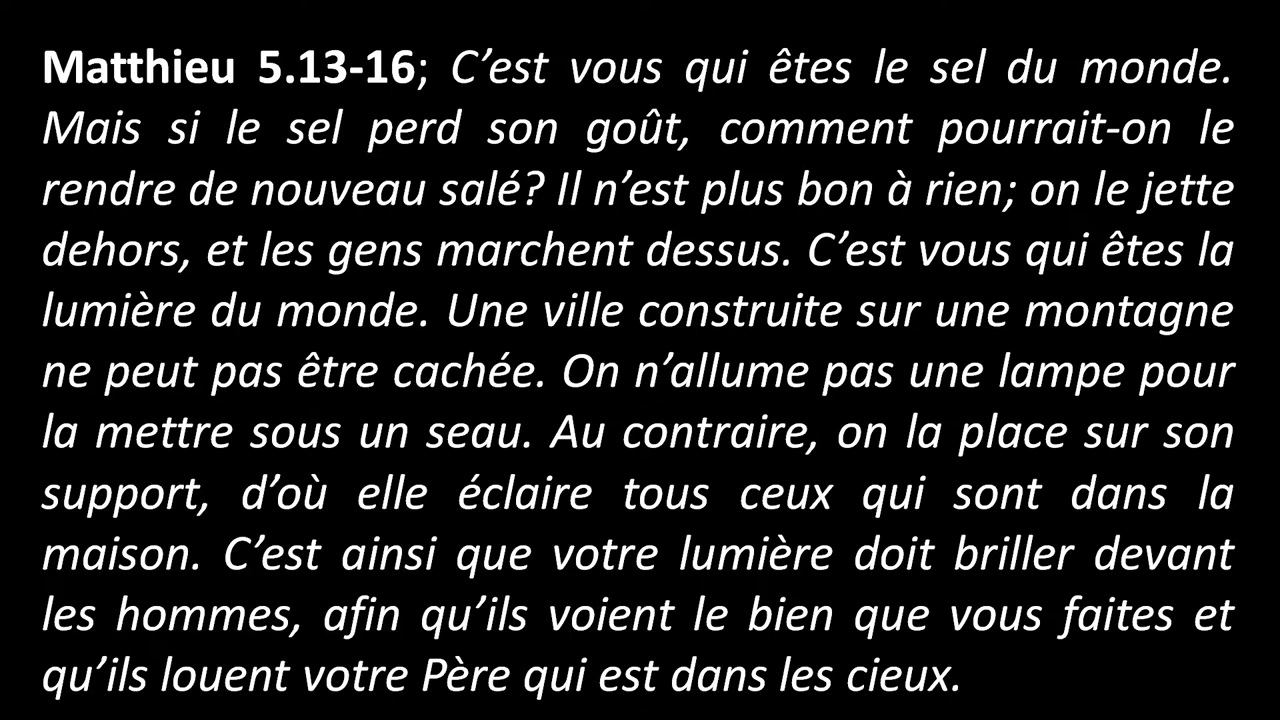 Matthieu 5.13-16; C’est vous qui êtes le sel du monde.
Mais si le sel perd son goût, comment pourrait-on le
rendre de nouveau salé? Il n’est plus bon à rien; on le jette
dehors, et les gens marchent dessus. C’est vous qui êtes la
lumière du monde. Une ville construite sur une montagne
ne peut pas être cachée. On n’allume pas une lampe pour
la mettre sous un seau. Au contraire, on la place sur son
support, d’où elle éclaire tous ceux qui sont dans la
maison. C’est ainsi que votre lumière doit briller devant
les hommes, afin qu’ils voient le bien que vous faites et
qu’ils louent votre Père qui est dans les cieux.